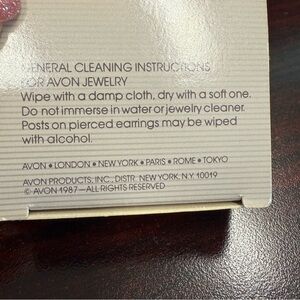 GENERAL CLEANING INSTRUCTIONS
FOR AVON JEWELRY
Wipe with a damp cloth, dry with a soft one.
Do not immerse in water or jewelry cleaner.
Posts on pierced earrings may be wiped
with alcohol.
AVON • LONDON • NEW YORK • PARIS • ROME • TOKYO
AVON PRODUCTS, INC., DISTR. NEW YORK, N.Y. 10019
© AVON 1987—ALL RIGHTS RESERVED